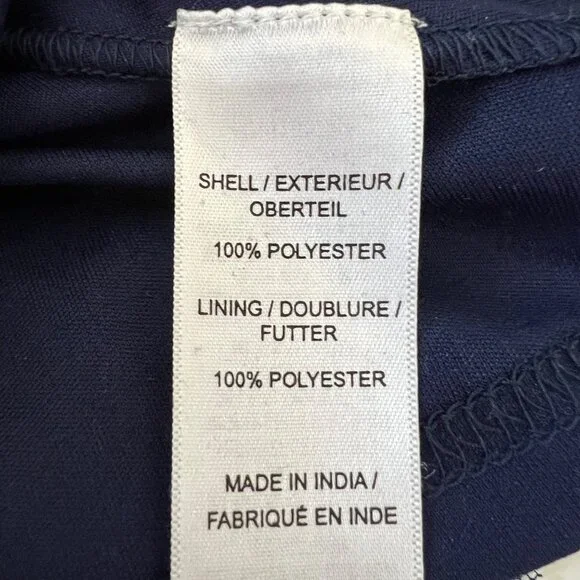 SHELL / EXTERIEUR /
OBERTEIL
100% POLYESTER
LINING / DOUBLURE /
FUTTER
100% POLYESTER
MADE IN INDIA /
FABRIQUÉ EN INDE